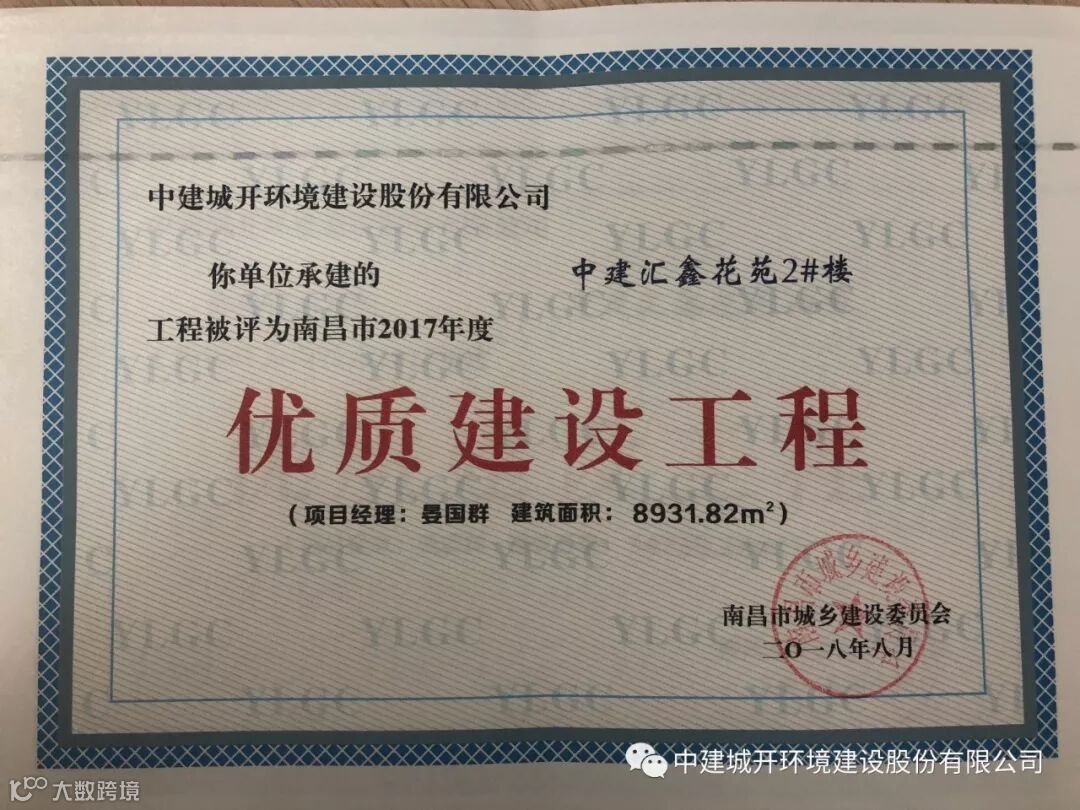 中建城开环境建设股份有限公司
你单位承建的 中建汇鑫花苑2#楼
工程被评为南昌市2017年度
优质建设工程
（项目经理：晏国群 建筑面积：8931.82m²）
南昌市城乡建设委员会
二〇一八年八月
中建城开环境建设股份有限公司
大数跨境